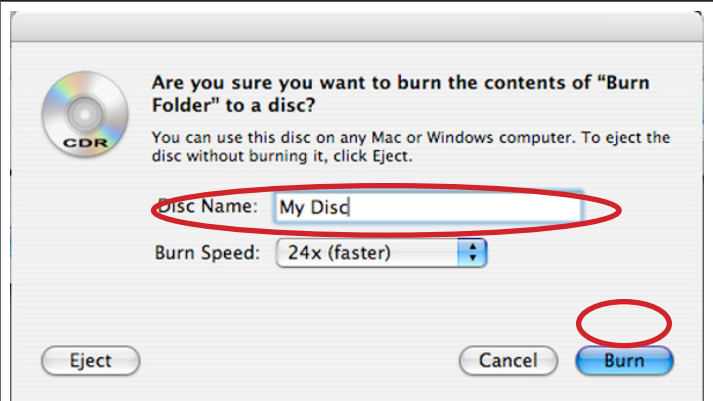 Are you sure you want to burn the contents of “Burn
Folder” to a disc?
CDR
You can use this disc on any Mac or Windows computer. To eject the
disc without burning it, click Eject.
Disc Name: My Disc
Burn Speed: 24x (faster)
Eject Cancel Burn